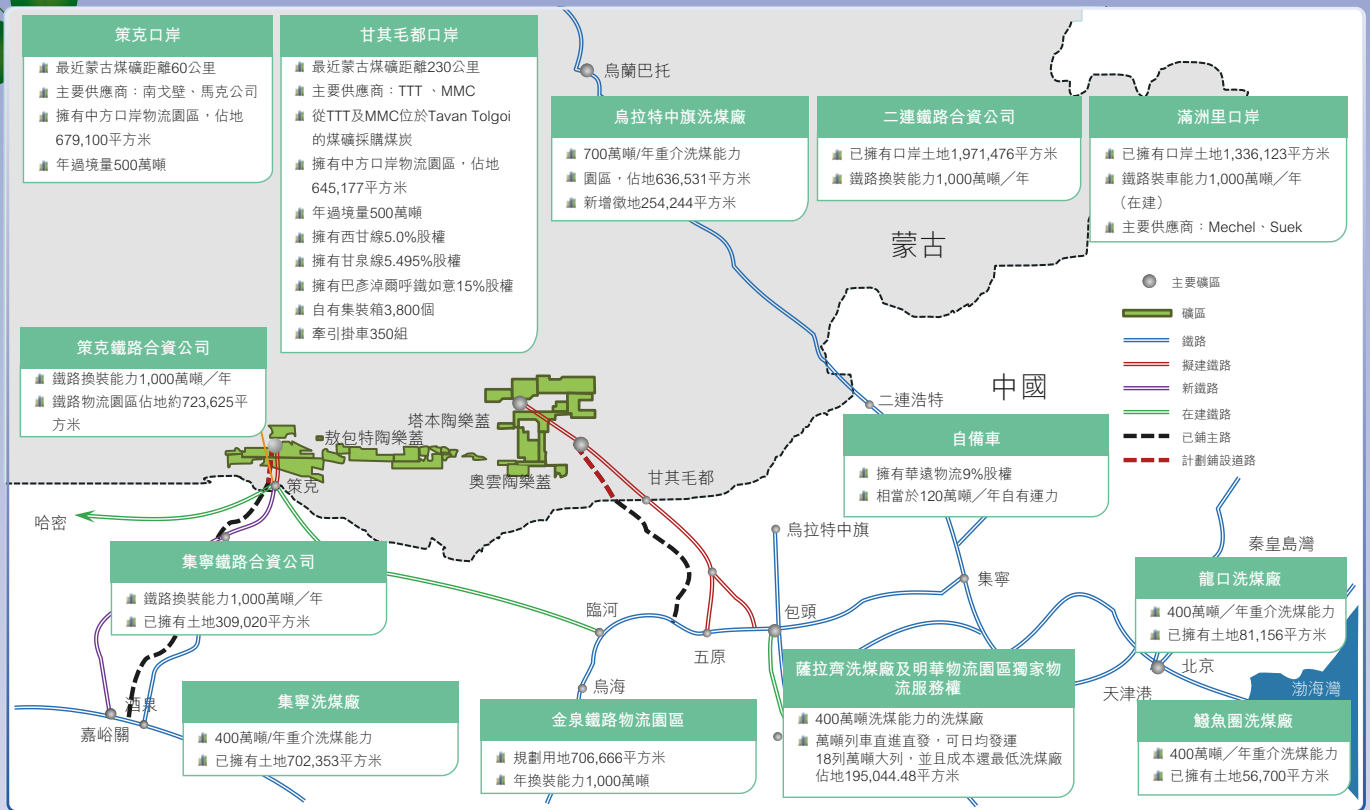 策克口岸
最近蒙古煤礦距離60公里
主要供應商：南戈壁、馬克公司
擁有中方口岸物流園區，佔地
679,100平方米
年過境量500萬噸
甘其毛都口岸
最近蒙古煤礦距離230公里
主要供應商：TTT 、MMC
從TTT及MMC位於Tavan Tolgoi
的煤礦採購煤炭
擁有中方口岸物流園區，佔地
645,177平方米
年過境量500萬噸
擁有西甘線5.0%股權
擁有甘泉線5.495%股權
擁有巴彥淖爾呼鐵如意15%股權
自有集裝箱3,800個
牽引掛車350組
烏蘭巴托
烏拉特中旗洗煤廠
700萬噸/年重介洗煤能力
園區，佔地636,531平方米
新增徵地254,244平方米
二連鐵路合資公司
已擁有口岸土地1,971,476平方米
鐵路換裝能力1,000萬噸／年
滿洲里口岸
已擁有口岸土地1,336,123平方米
鐵路裝車能力1,000萬噸／年
（在建）
主要供應商：Mechel、Suek
蒙古
中國
主要礦區
礦區
鐵路
擬建鐵路
新鐵路
在建鐵路
已鋪主路
計劃鋪設道路
策克鐵路合資公司
鐵路換裝能力1,000萬噸／年
鐵路物流園區佔地約723,625平
方米
塔本陶樂蓋
敖包特陶樂蓋
奧雲陶樂蓋
策克
甘其毛都
二連浩特
自備車
擁有華遠物流9%股權
相當於120萬噸／年自有運力
哈密
烏拉特中旗
集寧
秦皇島灣
集寧鐵路合資公司
鐵路換裝能力1,000萬噸／年
已擁有土地309,020平方米
臨河
五原
包頭
龍口洗煤廠
400萬噸／年重介洗煤能力
已擁有土地81,156平方米
北京
天津港
渤海灣
烏海
酒泉
嘉峪關
集寧洗煤廠
400萬噸/年重介洗煤能力
已擁有土地702,353平方米
金泉鐵路物流園區
規劃用地706,666平方米
年換裝能力1,000萬噸
薩拉齊洗煤廠及明華物流園區獨家物
流服務權
400萬噸洗煤能力的洗煤廠
萬噸列車直進直發，可日均發運
18列萬噸大列，並且成本還最低洗煤廠
佔地195,044.48平方米
鱍魚圈洗煤廠
400萬噸／年重介洗煤能力
已擁有土地56,700平方米